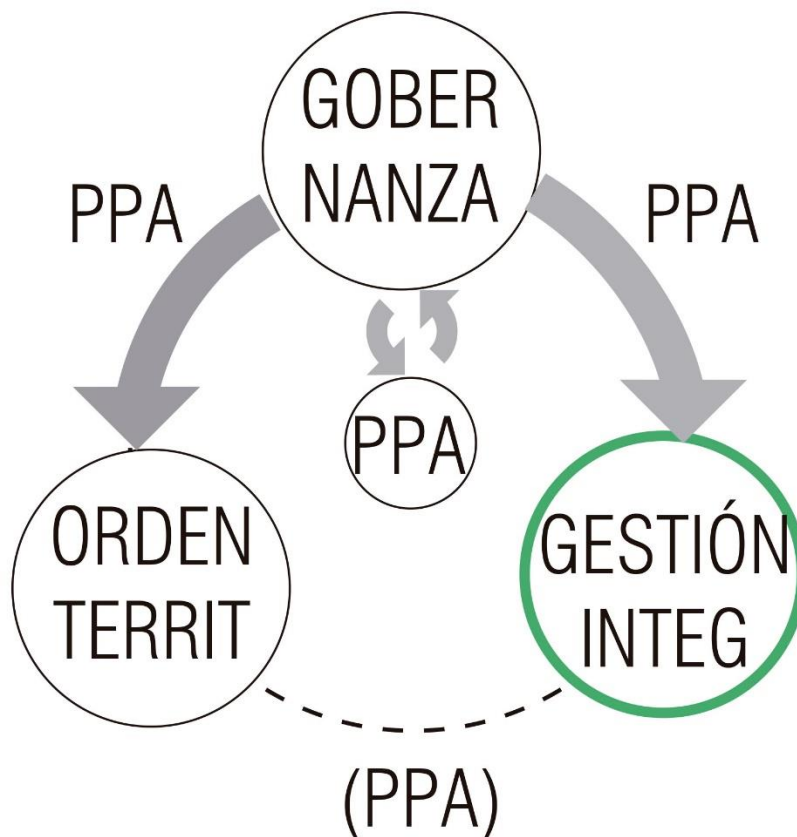 GOBER
NANZA
PPA
PPA
PPA
ORDEN
TERRIT
GESTIÓN
INTEG
(PPA)